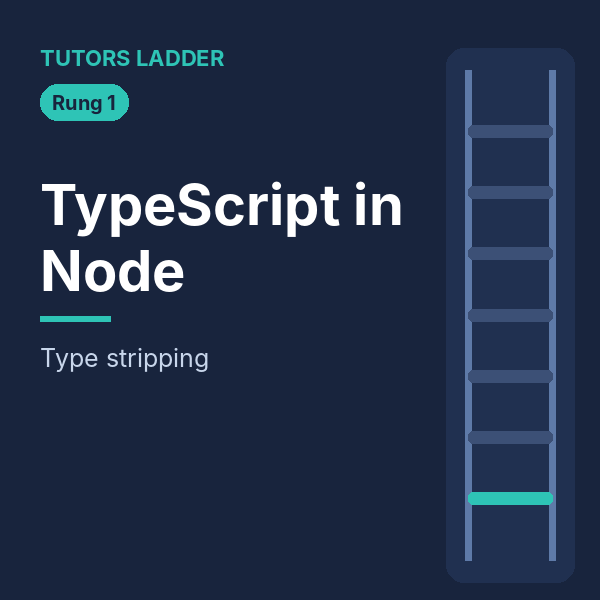 TUTORS LADDER
Rung 1
TypeScript in
Node
Type stripping